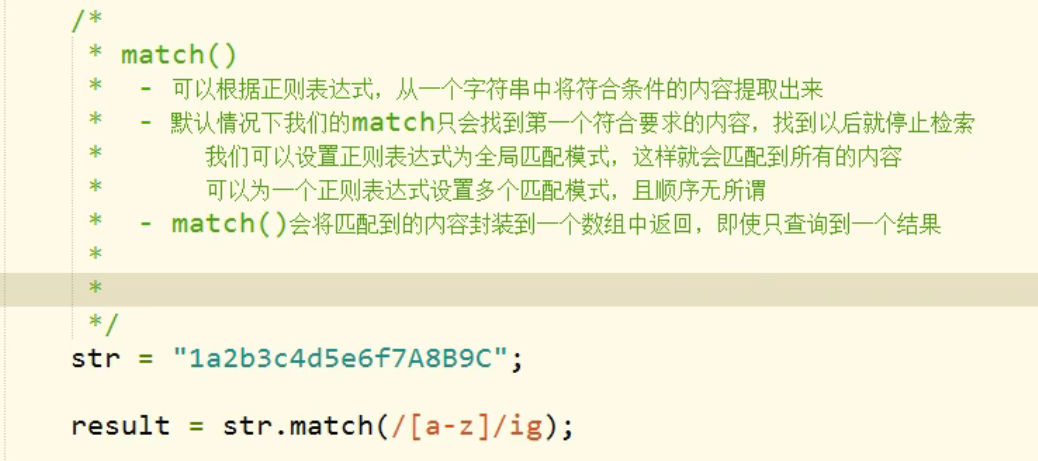 /*
* match()
* - 可以根据正则表达式，从一个字符串中将符合条件的内容提取出来
* - 默认情况下我们的match只会找到第一个符合要求的内容，找到以后就停止检索
* 我们可以设置正则表达式为全局匹配模式，这样就会匹配到所有的内容
* 可以为一个正则表达式设置多个匹配模式，且顺序无所谓
* - match()会将匹配到的内容封装到一个数组中返回，即使只查询到一个结果
*
*
*/
str = "1a2b3c4d5e6f7A8B9C";
result = str.match(/[a-z]/ig);